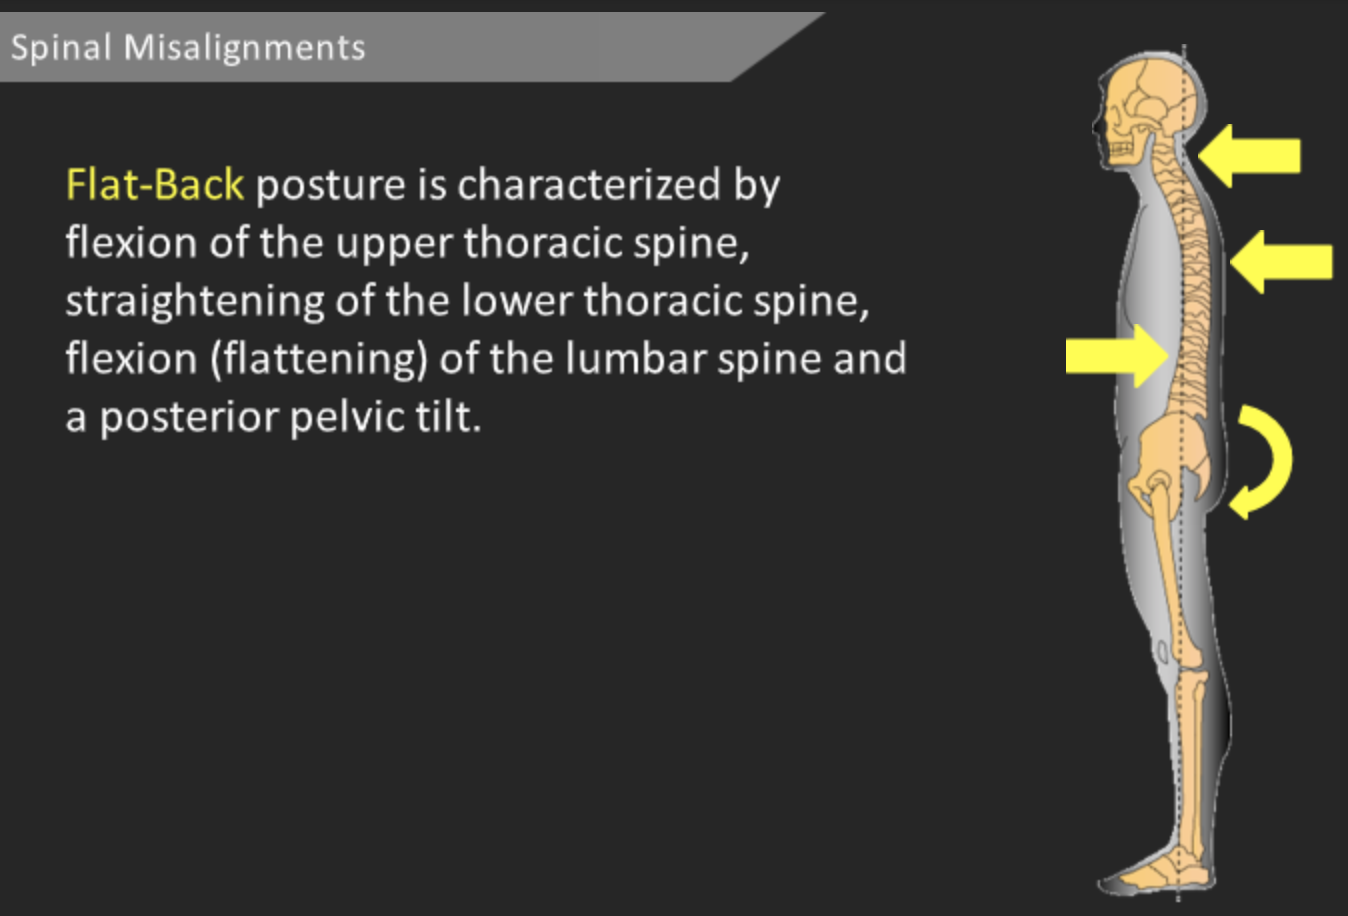 Spinal Misalignments
Flat-Back posture is characterized by
flexion of the upper thoracic spine,
straightening of the lower thoracic spine,
flexion (flattening) of the lumbar spine and
a posterior pelvic tilt.